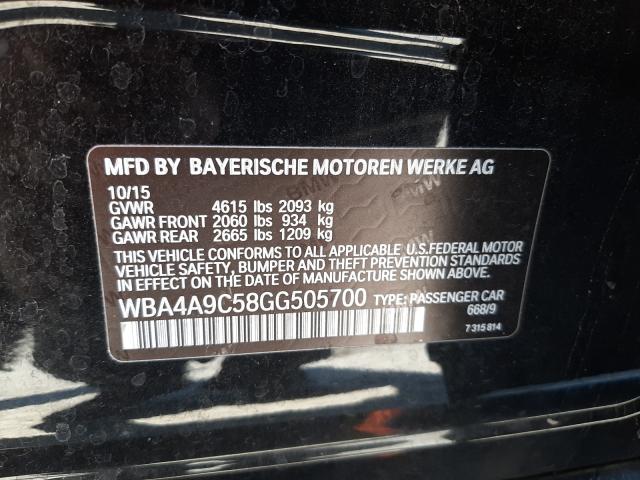 MFD BY BAYERISCHE MOTOREN WERKE AG
10/15
GVWR 4615 lbs 2093 kg
GAWR FRONT 2060 lbs 934 kg
GAWR REAR 2665 lbs 1209 kg
THIS VEHICLE CONFORMS TO ALL APPLICABLE U.S.FEDERAL MOTOR
VEHICLE SAFETY, BUMPER AND THEFT PREVENTION STANDARDS
IN EFFECT ON THE DATE OF MANUFACTURE SHOWN ABOVE.
WBA4A9C58GG505700 TYPE: PASSENGER CAR
668/9
7 315 814